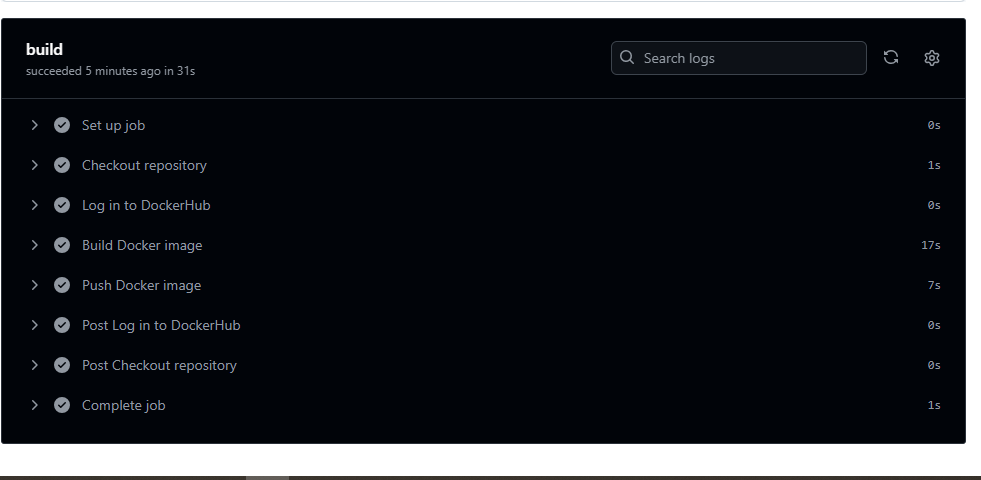 build
succeeded 5 minutes ago in 31s
Search logs
Set up job 0s
Checkout repository 1s
Log in to DockerHub 0s
Build Docker image 17s
Push Docker image 7s
Post Log in to DockerHub 0s
Post Checkout repository 0s
Complete job 1s